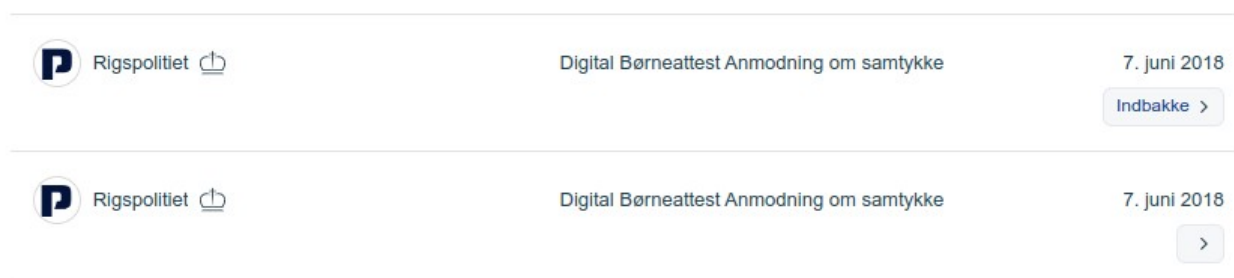 Rigspolitiet Digital Børneattest Anmodning om samtykke 7. juni 2018
Indbakke >
Rigspolitiet Digital Børneattest Anmodning om samtykke 7. juni 2018
>